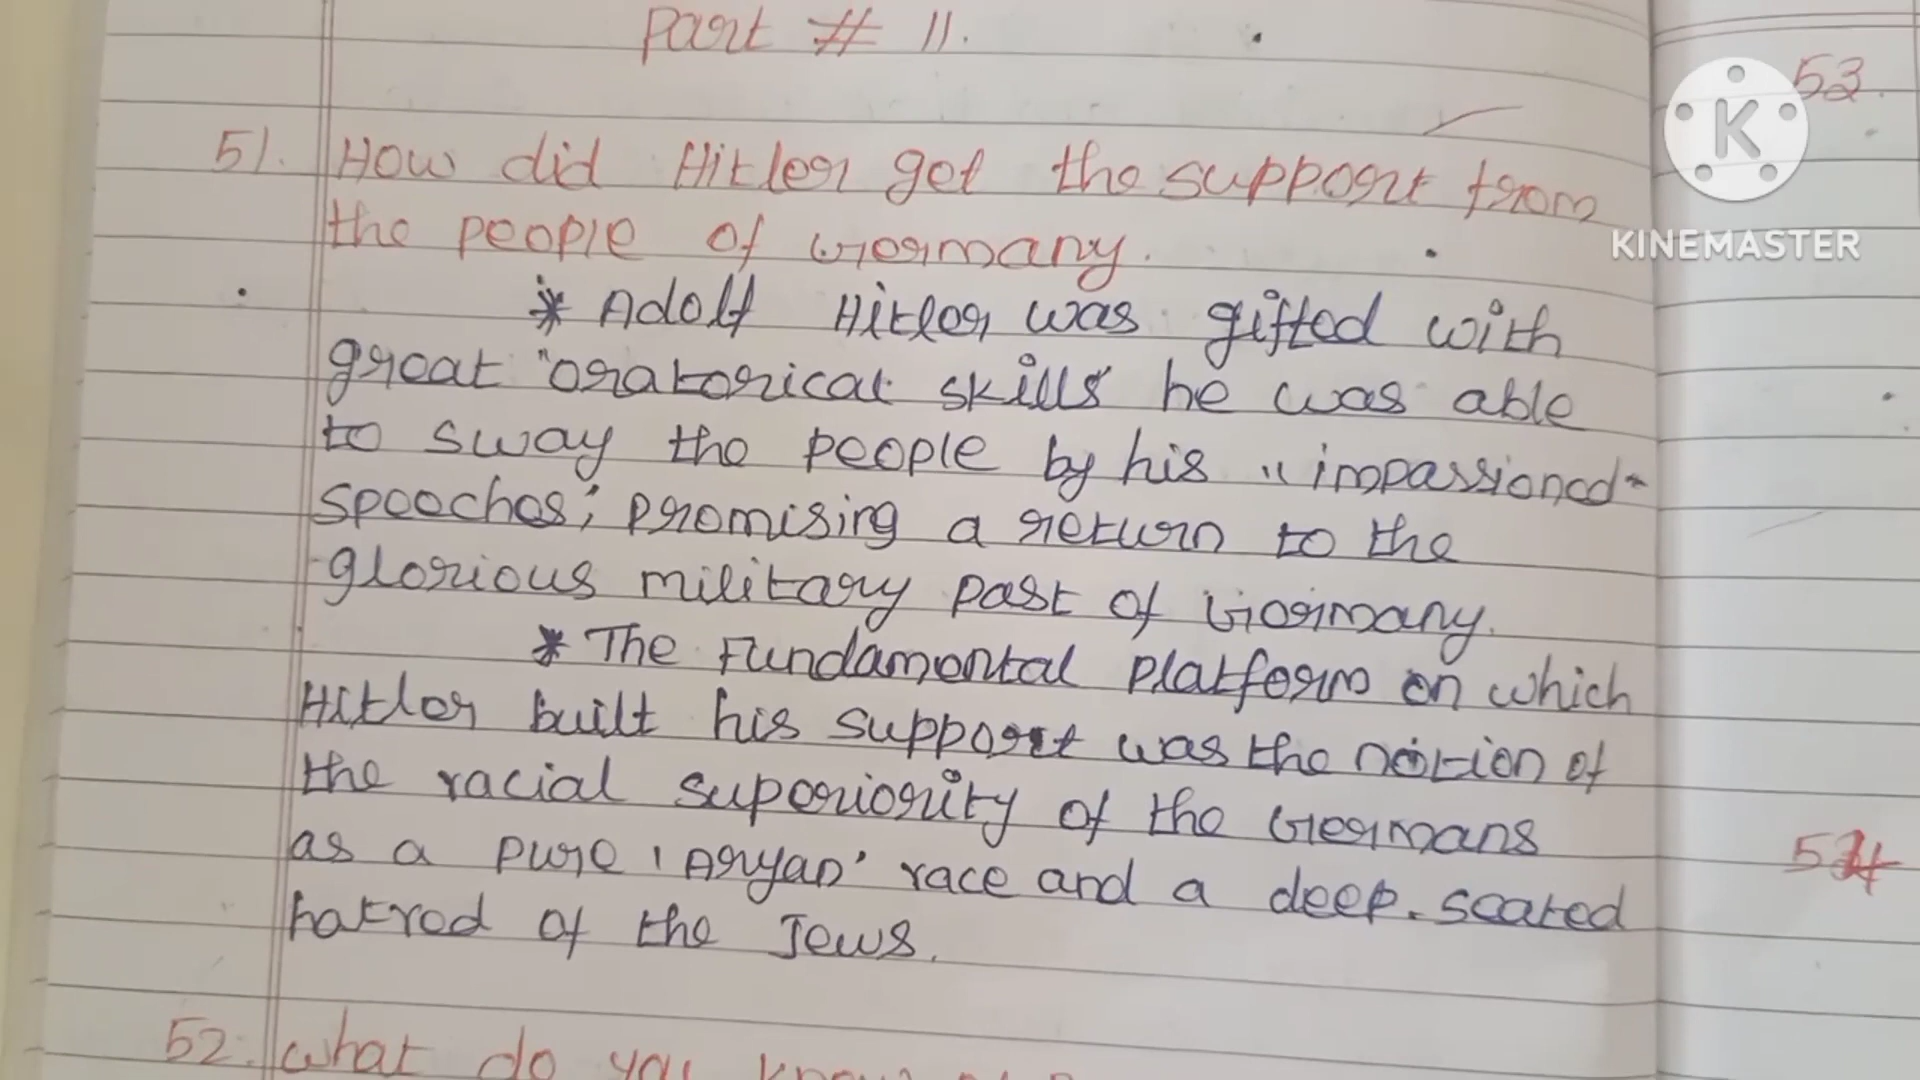 Part # 11.
53.
51. How did Hitler get the support from
the people of Germany.
* Adolf Hitler was gifted with
great "oratorical skills" he was able
to sway the people by his "impassioned-
speeches"; promising a return to the
glorious military past of Germany.
* The Fundamental platform on which
Hitler built his support was the notion of
the racial superiority of the Germans
as a pure 'Aryan' race and a deep-seated
hatred of the Jews.
52. what do you know
54
K
KINEMASTER